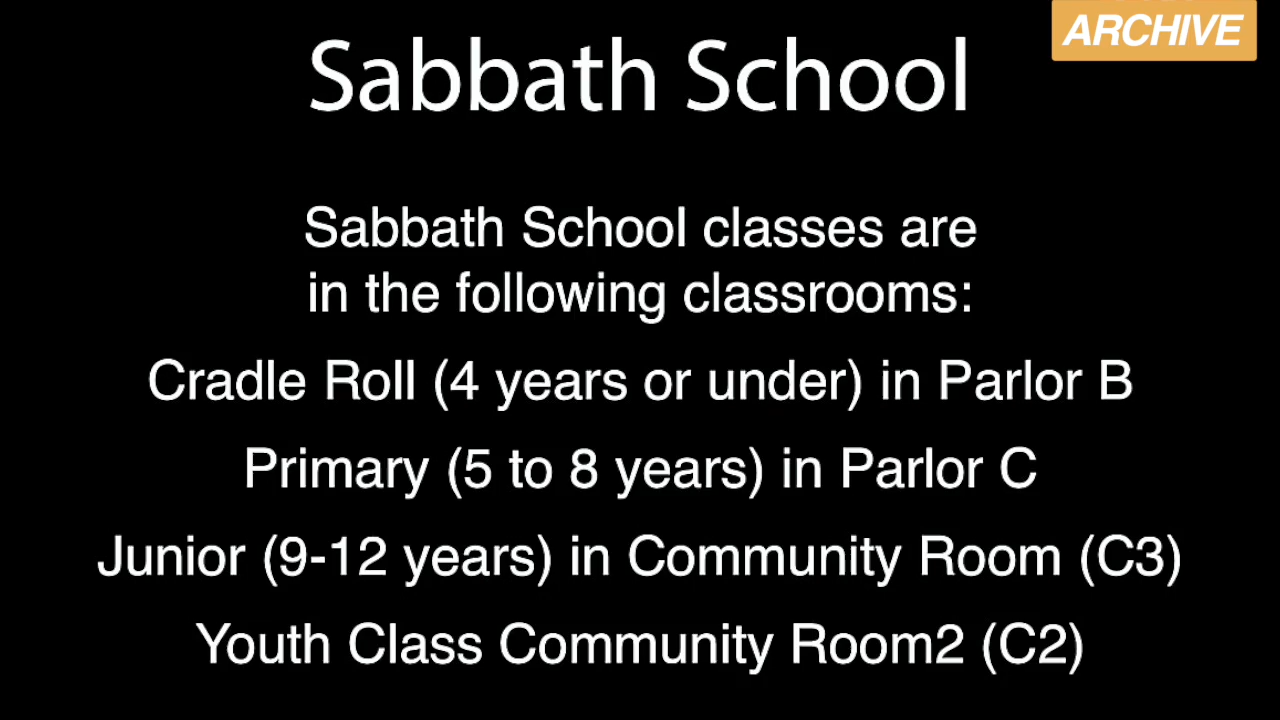 ARCHIVE
Sabbath School
Sabbath School classes are
in the following classrooms:
Cradle Roll (4 years or under) in Parlor B
Primary (5 to 8 years) in Parlor C
Junior (9-12 years) in Community Room (C3)
Youth Class Community Room2 (C2)